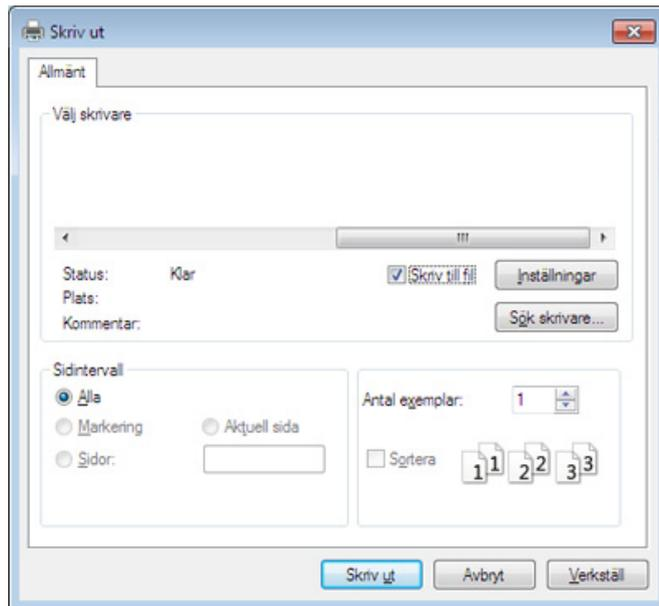 Skriv ut
Allmänt
Välj skrivare
Status: Klar
Skriv till fil
Inställningar
Plats:
Kommentar:
Sök skrivare...
Sidintervall
Alla
Markering
Aktuell sida
Sidor:
Antal exemplar: 1
Sortera
1 1 2 2 3 3
Skriv ut
Avbryt
Verkställ